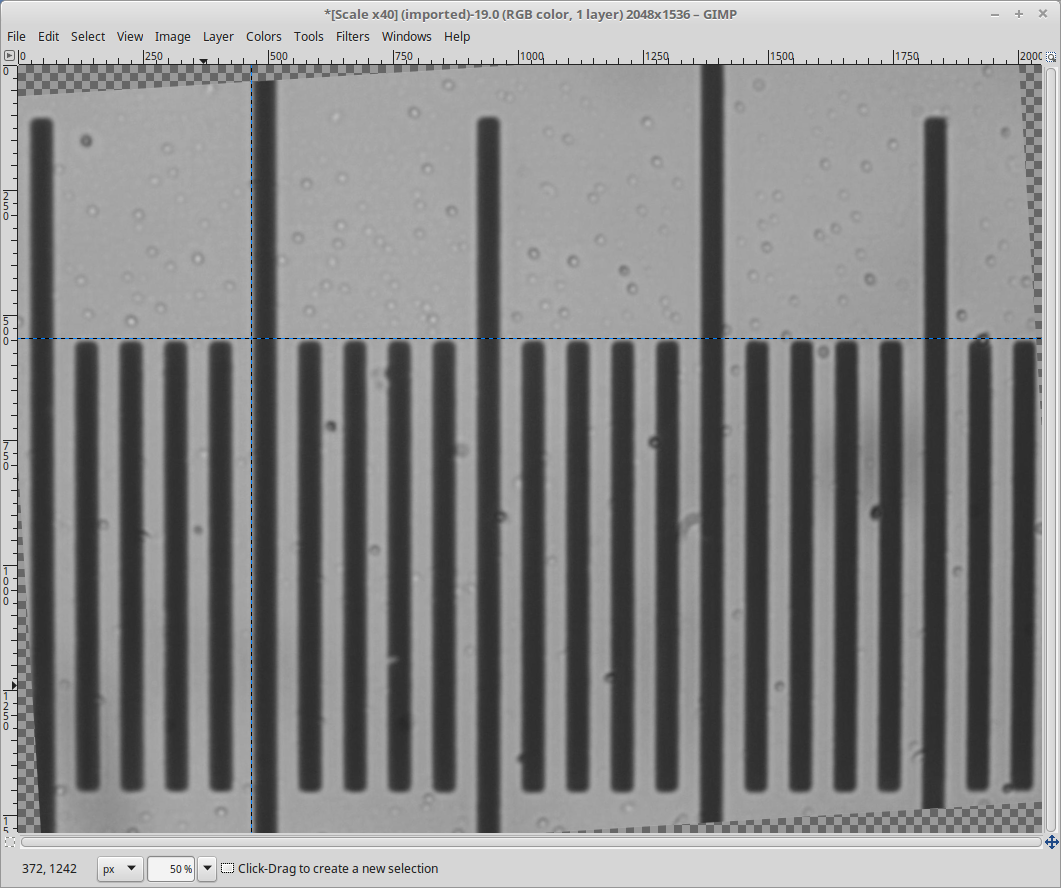 *[Scale x40] (imported)-19.0 (RGB color, 1 layer) 2048x1536 – GIMP
File Edit Select View Image Layer Colors Tools Filters Windows Help
0 250 500 750 1000 1250 1500 1750 2000
0
250
500
750
1000
1250
15
372, 1242 px 50 % Click-Drag to create a new selection